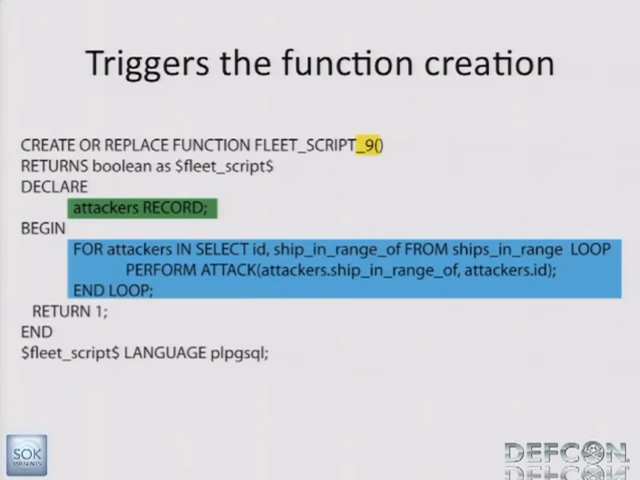 Triggers the function creation
CREATE OR REPLACE FUNCTION FLEET_SCRIPT_9()
RETURNS boolean as $fleet_script$
DECLARE
attackers RECORD;
BEGIN
FOR attackers IN SELECT id, ship_in_range_of FROM ships_in_range LOOP
PERFORM ATTACK(attackers.ship_in_range_of, attackers.id);
END LOOP;
RETURN 1;
END
$fleet_script$ LANGUAGE plpgsql;
SOK
DEFCON